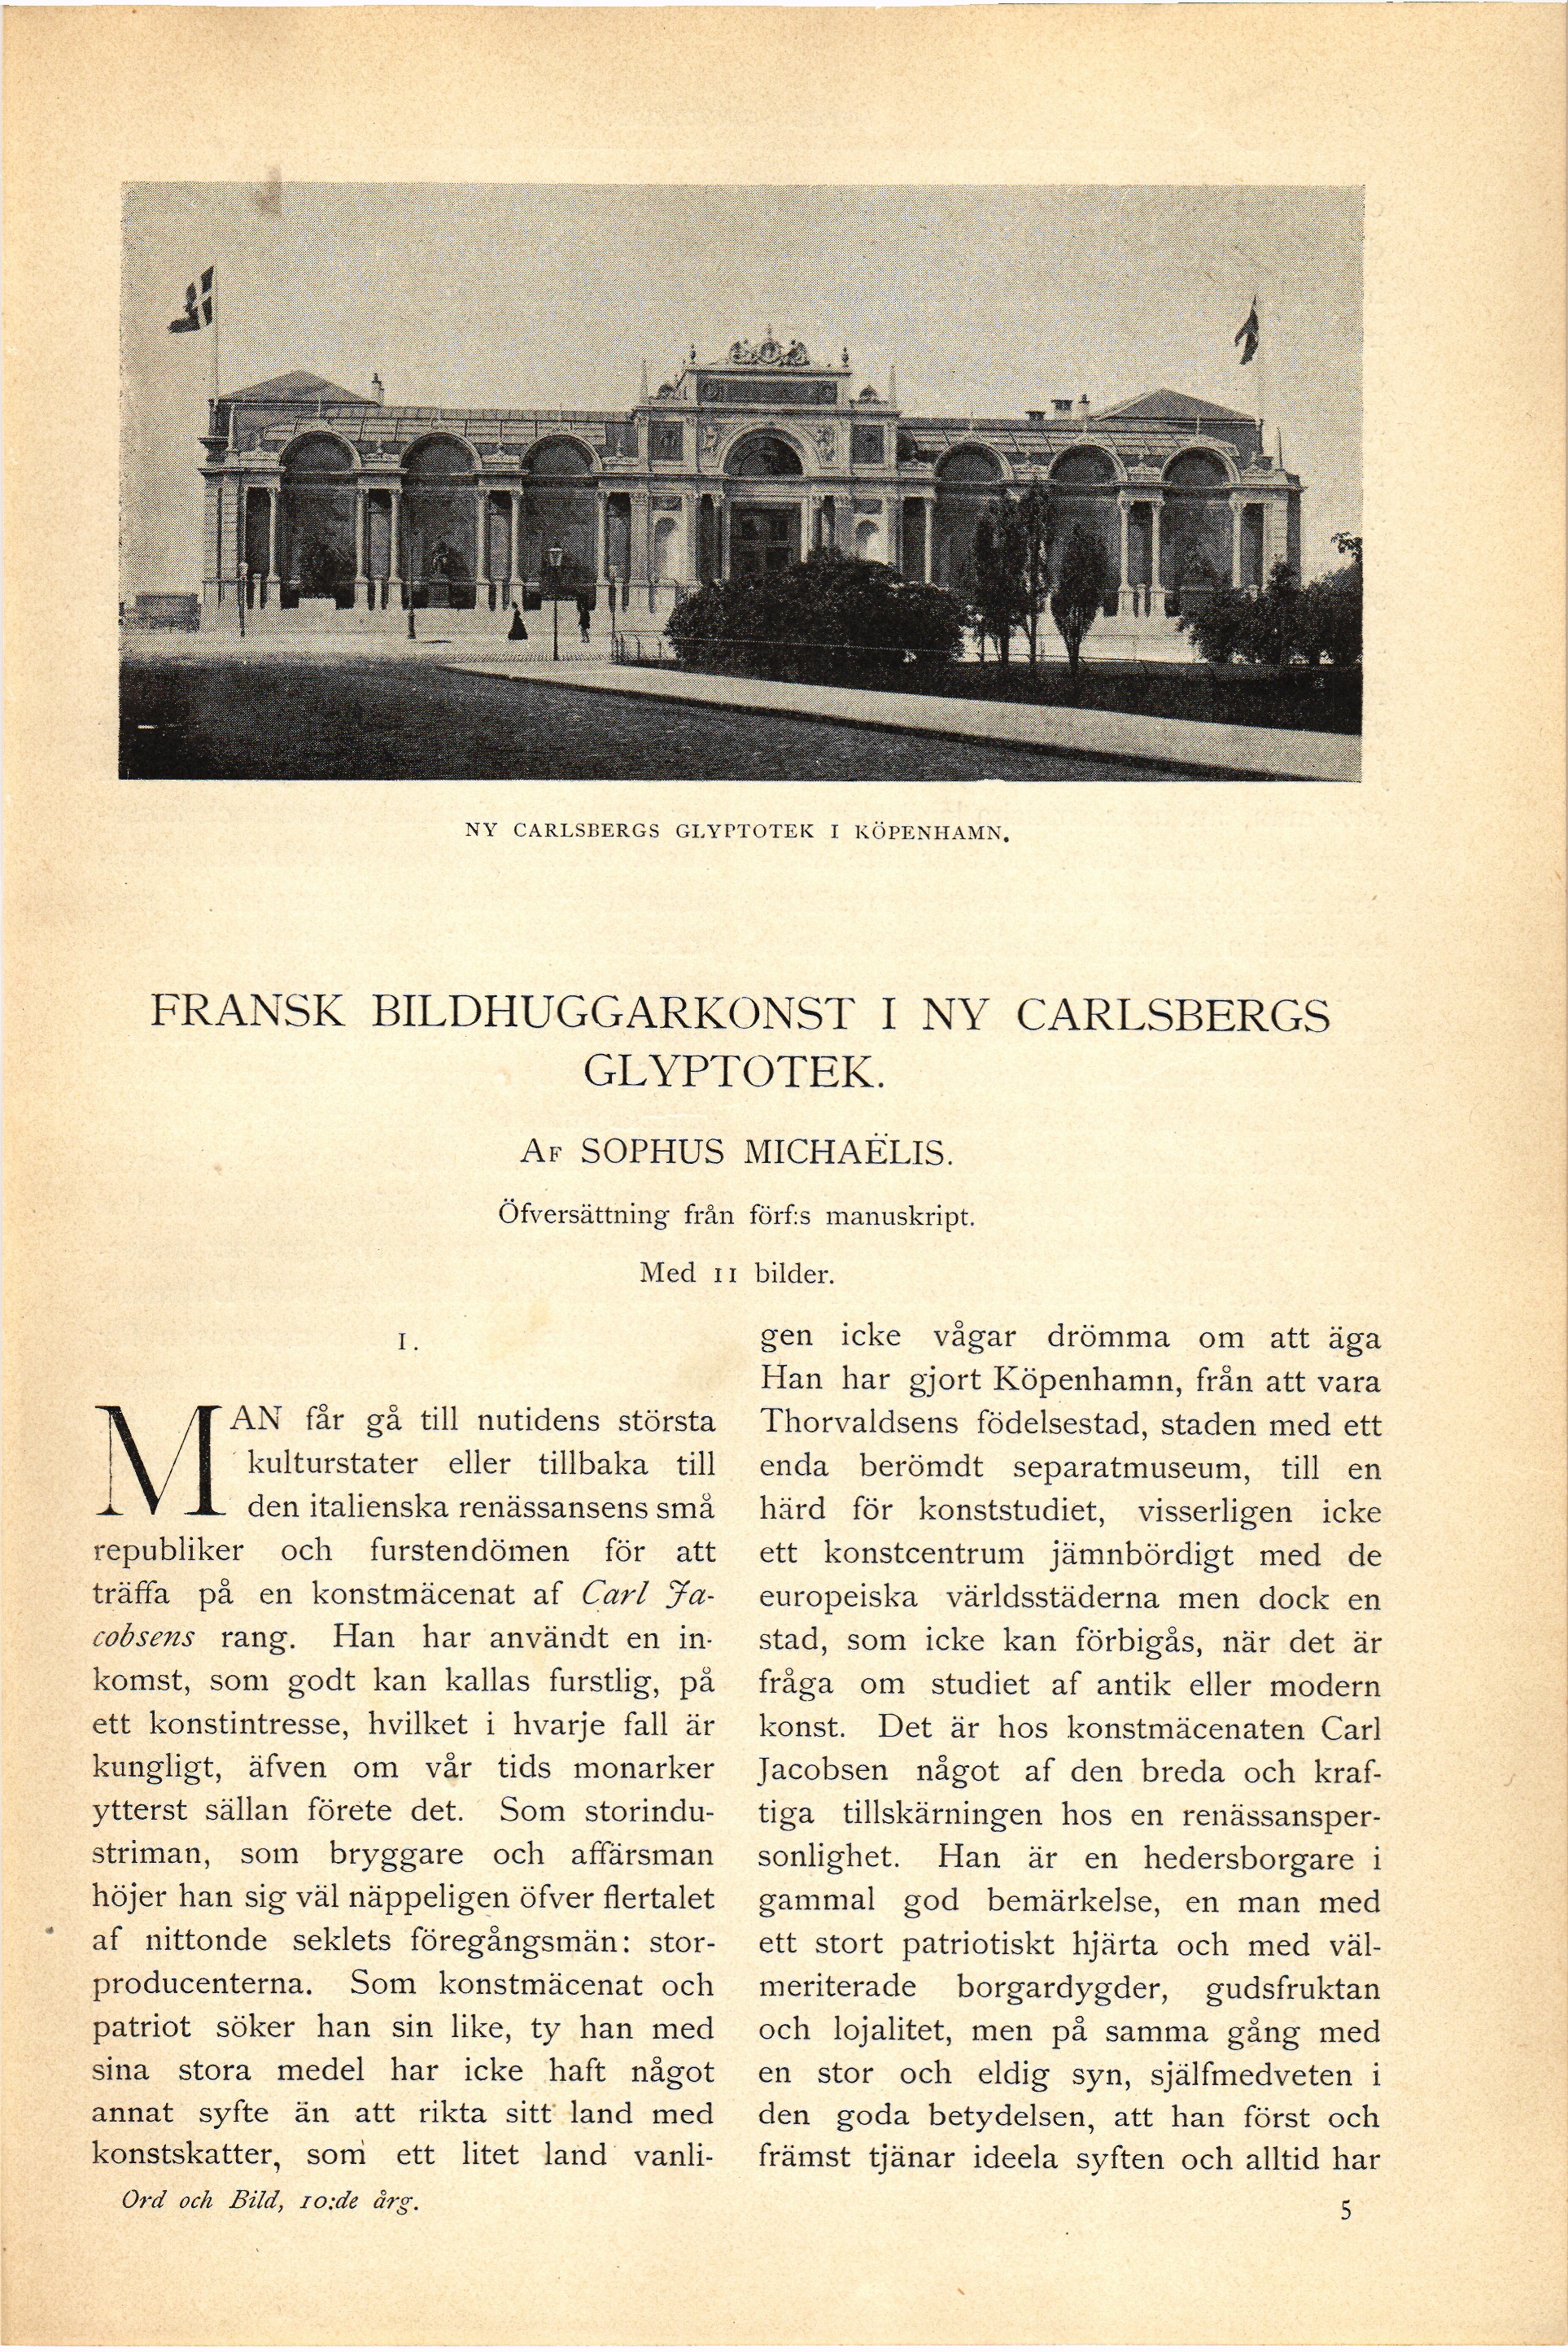 NY CARLSBERGS GLYPTOTEK I KÖPENHAMN.
FRANSK BILDHUGGARKONST I NY CARLSBERGS
GLYPTOTEK.
AF SOPHUS MICHAËLIS.
Öfversättning från förf:s manuskript.
Med 11 bilder.
I.
MAN får gå till nutidens största
kulturstater eller tillbaka till
den italienska renässansens små
republiker och furstendömen för att
träffa på en konstmäcenat af Carl Ja-
cobsens rang. Han har användt en in-
komst, som godt kan kallas furstlig, på
ett konstintresse, hvilket i hvarje fall är
kungligt, äfven om vår tids monarker
ytterst sällan förete det. Som storindu-
striman, som bryggare och affärsman
höjer han sig väl näppeligen öfver flertalet
af nittonde seklets föregångsmän: stor-
producenterna. Som konstmäcenat och
patriot söker han sin like, ty han med
sina stora medel har icke haft något
annat syfte än att rikta sitt land med
konstskatter, som ett litet land vanli-
gen icke vågar drömma om att äga
Han har gjort Köpenhamn, från att vara
Thorvaldsens födelsestad, staden med ett
enda berömdt separatmuseum, till en
härd för konststudiet, visserligen icke
ett konstcentrum jämnbördigt med de
europeiska världsstäderna men dock en
stad, som icke kan förbigås, när det är
fråga om studiet af antik eller modern
konst. Det är hos konstmäcenaten Carl
Jacobsen något af den breda och kraf-
tiga tillskärningen hos en renässansper-
sonlighet. Han är en hedersborgare i
gammal god bemärkelse, en man med
ett stort patriotiskt hjärta och med väl-
meriterade borgardygder, gudsfruktan
och lojalitet, men på samma gång med
en stor och eldig syn, själfmedveten i
den goda betydelsen, att han först och
främst tjänar ideela syften och alltid har
Ord och Bild, 10:de årg.
5